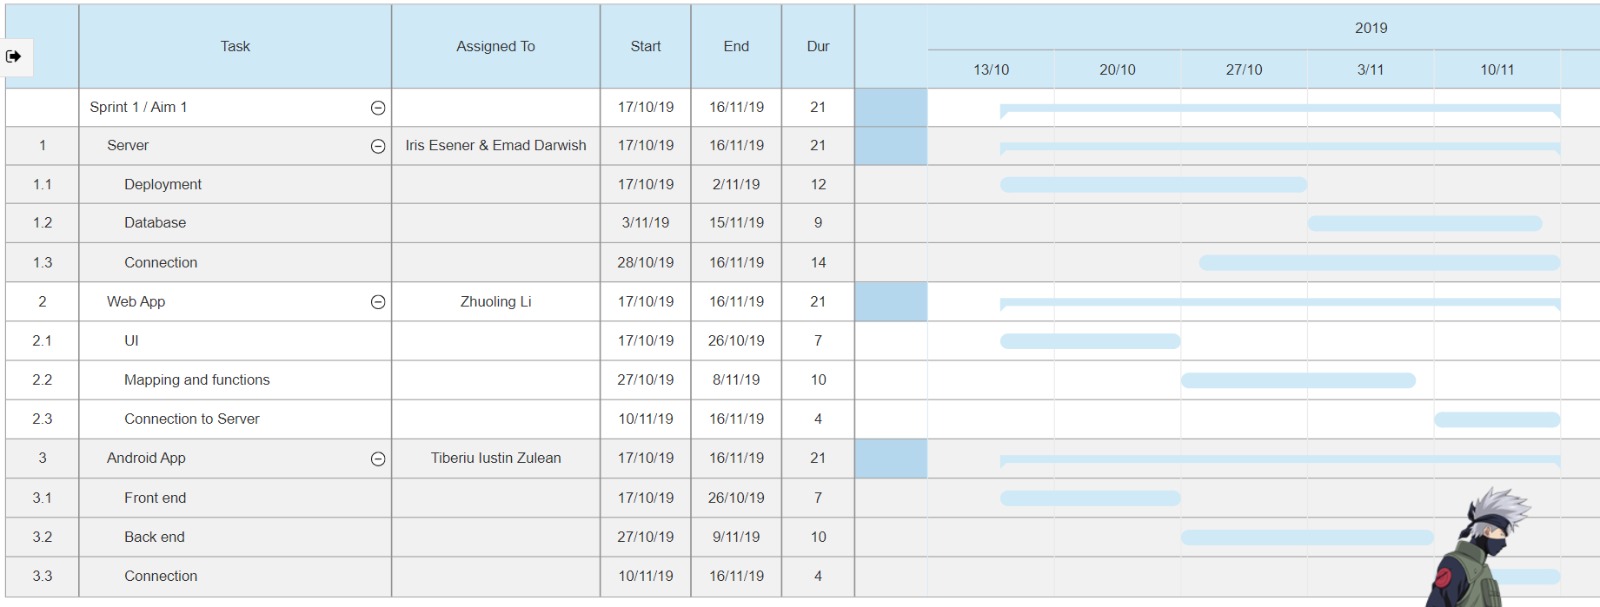 Task Assigned To Start End Dur 2019
13/10 20/10 27/10 3/11 10/11
Sprint 1 / Aim 1 17/10/19 16/11/19 21
1 Server Iris Esener & Emad Darwish 17/10/19 16/11/19 21
1.1 Deployment 17/10/19 2/11/19 12
1.2 Database 3/11/19 15/11/19 9
1.3 Connection 28/10/19 16/11/19 14
2 Web App Zhuoling Li 17/10/19 16/11/19 21
2.1 UI 17/10/19 26/10/19 7
2.2 Mapping and functions 27/10/19 8/11/19 10
2.3 Connection to Server 10/11/19 16/11/19 4
3 Android App Tiberiu Iustin Zulean 17/10/19 16/11/19 21
3.1 Front end 17/10/19 26/10/19 7
3.2 Back end 27/10/19 9/11/19 10
3.3 Connection 10/11/19 16/11/19 4